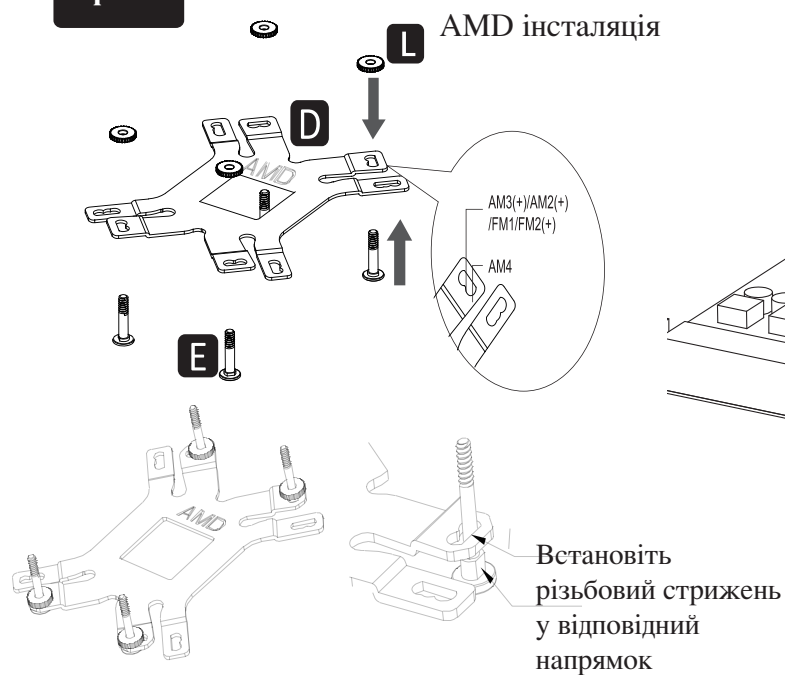 L
AMD інсталяція
D
AMD
AM3(+)/AM2(+)
/FM1/FM2(+)
AM4
E
AMD
Встановіть
різьбовий стрижень
у відповідний
напрямок